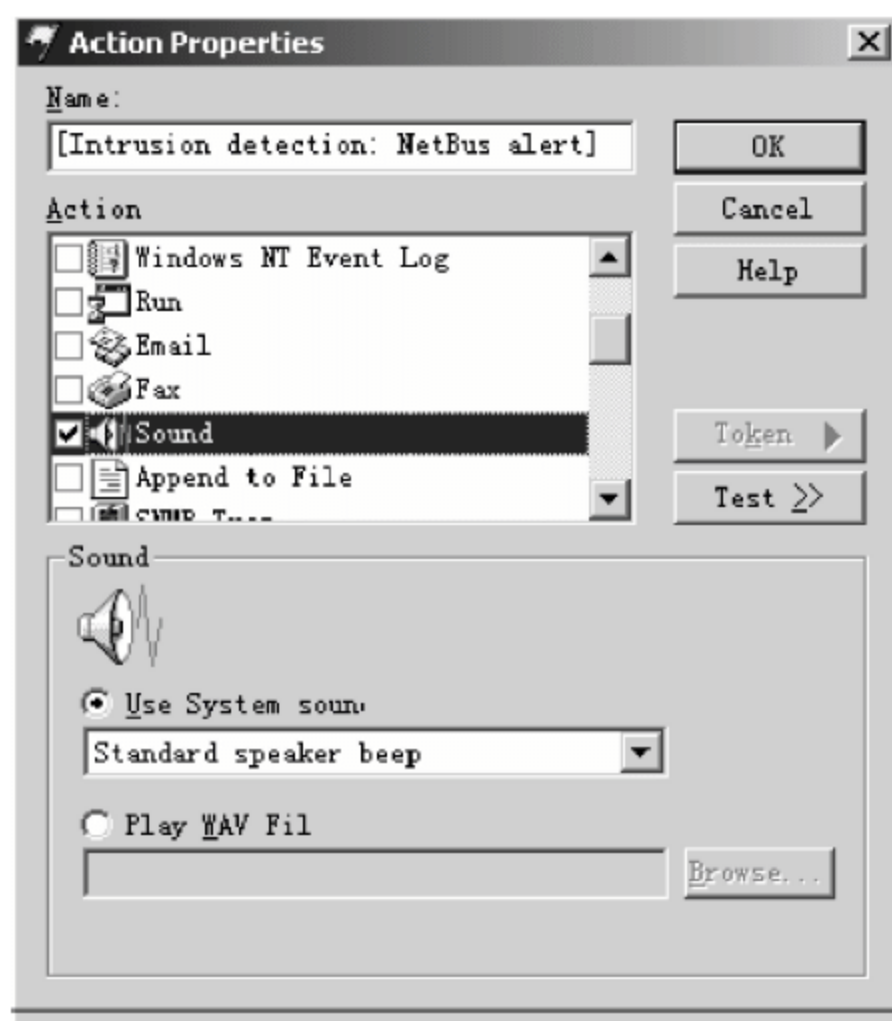 Action Properties
Name:
[Intrusion detection: NetBus alert]
OK
Cancel
Help
Action
Windows NT Event Log
Run
Email
Fax
Sound
Append to File
Token
Test >>
Sound
Use System soun
Standard speaker beep
Play WAV Fil
Browse...